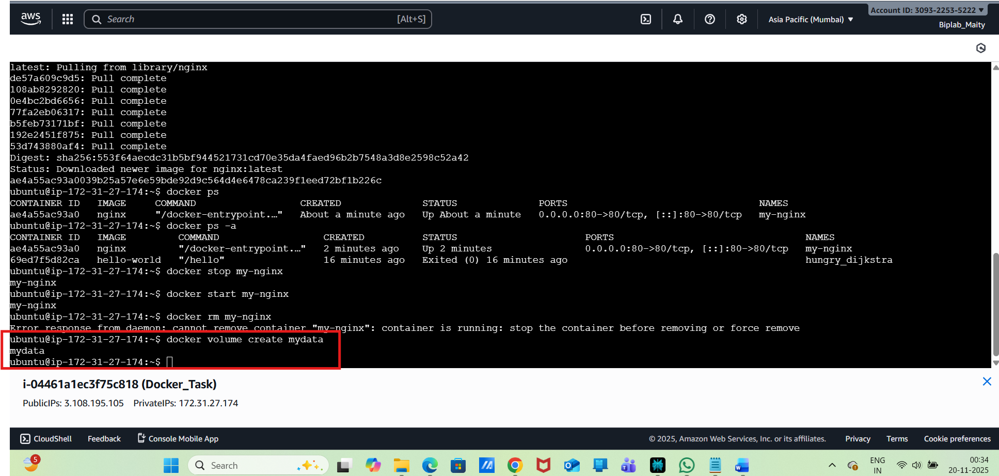 aws
Search
[Alt+S]
Asia Pacific (Mumbai) ▼
Account ID: 3093-2253-5222 ▼
Biplab_Maity
latest: Pulling from library/nginx
de57a609c9d5: Pull complete
108ab8292820: Pull complete
0e4bc2bd6656: Pull complete
77fa2eb06317: Pull complete
b5feb73171bf: Pull complete
192e2451f875: Pull complete
53d743880af4: Pull complete
Digest: sha256:553f64aecdc31b5bf944521731cd70e35da4faed96b2b7548a3d8e2598c52a42
Status: Downloaded newer image for nginx:latest
ae4a55ac93a0039b25a57e6e59bde92d9c564d4e6478ca239f1eed72bf1b226c
ubuntu@ip-172-31-27-174:~$ docker ps
CONTAINER ID   IMAGE     COMMAND                  CREATED              STATUS              PORTS                                 NAMES
ae4a55ac93a0   nginx     "/docker-entrypoint.…"   About a minute ago   Up About a minute   0.0.0.0:80->80/tcp, [::]:80->80/tcp   my-nginx
ubuntu@ip-172-31-27-174:~$ docker ps -a
CONTAINER ID   IMAGE         COMMAND                  CREATED          STATUS                      PORTS                                 NAMES
ae4a55ac93a0   nginx         "/docker-entrypoint.…"   2 minutes ago    Up 2 minutes                0.0.0.0:80->80/tcp, [::]:80->80/tcp   my-nginx
69ed7f5d82ca   hello-world   "/hello"                 16 minutes ago   Exited (0) 16 minutes ago                                         hungry_dijkstra
ubuntu@ip-172-31-27-174:~$ docker stop my-nginx
my-nginx
ubuntu@ip-172-31-27-174:~$ docker start my-nginx
my-nginx
ubuntu@ip-172-31-27-174:~$ docker rm my-nginx
Error response from daemon: cannot remove container "my-nginx": container is running: stop the container before removing or force remove
ubuntu@ip-172-31-27-174:~$ docker volume create mydata
mydata
ubuntu@ip-172-31-27-174:~$
i-04461a1ec3f75c818 (Docker_Task)
PublicIPs: 3.108.195.105 PrivateIPs: 172.31.27.174
CloudShell Feedback Console Mobile App © 2025, Amazon Web Services, Inc. or its affiliates. Privacy Terms Cookie preferences
5
Search
ENG
IN
00:34
20-11-2025